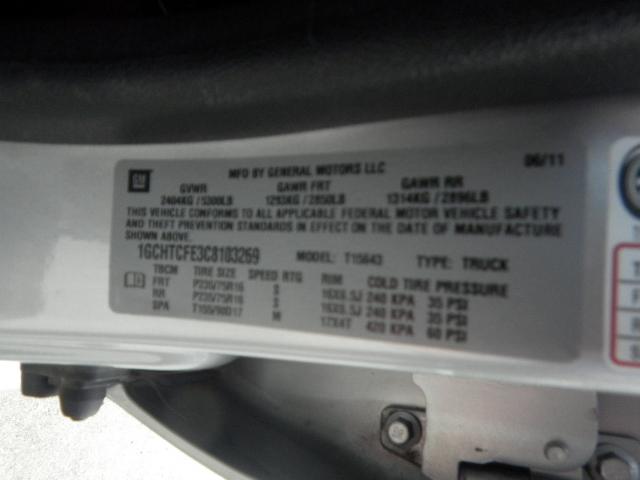 GM
MFD BY GENERAL MOTORS LLC 06/11
GVWR GAWR FRT GAWR RR
2404KG/5300LB 1293KG/2850LB 1314KG/2896LB
THIS VEHICLE CONFORMS TO ALL APPLICABLE FEDERAL MOTOR VEHICLE SAFETY
AND THEFT PREVENTION STANDARDS IN EFFECT ON THE DATE OF MANUFACTURE
SHOWN ABOVE.
1GCHTCFE3C8103269 MODEL: T15643 TYPE: TRUCK
TIRE SIZE SPEED RTG RIM COLD TIRE PRESSURE
FRT P235/75R16 S 16X6.5J 240 KPA 35 PSI
RR P235/75R16 S 16X6.5J 240 KPA 35 PSI
SPA T155/90D17 M 17X4T 420 KPA 60 PSI